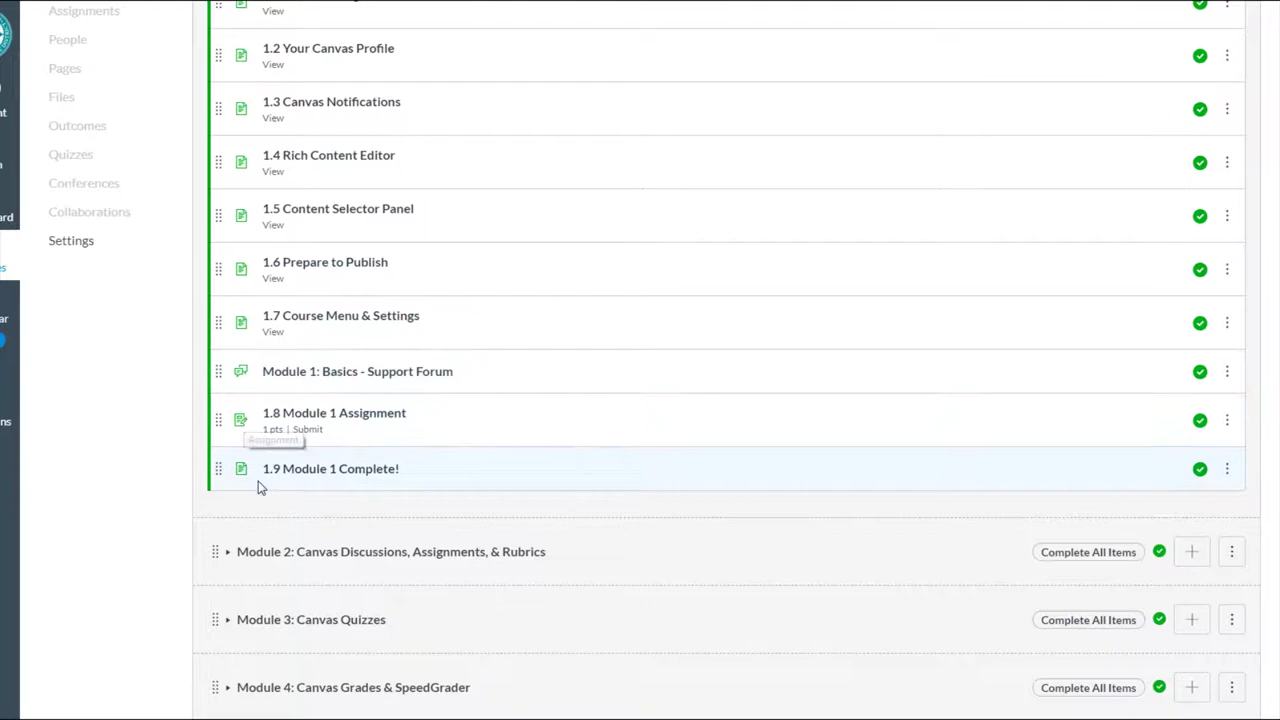 Assignments
People
Pages
Files
Outcomes
Quizzes
Conferences
Collaborations
Settings
View
1.2 Your Canvas Profile
View
1.3 Canvas Notifications
View
1.4 Rich Content Editor
View
1.5 Content Selector Panel
View
1.6 Prepare to Publish
View
1.7 Course Menu & Settings
View
Module 1: Basics - Support Forum
1.8 Module 1 Assignment
1 pts | Submit
Assignment
1.9 Module 1 Complete!
Module 2: Canvas Discussions, Assignments, & Rubrics
Complete All Items
Module 3: Canvas Quizzes
Complete All Items
Module 4: Canvas Grades & SpeedGrader
Complete All Items